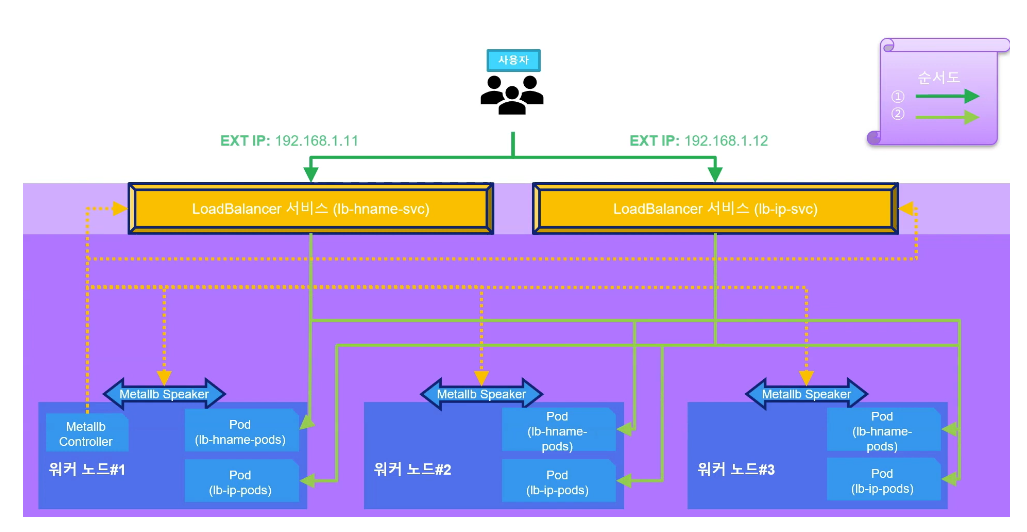 사용자
순서도
①
②
EXT IP: 192.168.1.11
EXT IP: 192.168.1.12
LoadBalancer 서비스 (lb-hname-svc)
LoadBalancer 서비스 (lb-ip-svc)
Metallb Speaker
Metallb Speaker
Metallb Speaker
Metallb
Controller
Pod
(lb-hname-pods)
워커 노드#1
Pod
(lb-ip-pods)
Pod
(lb-hname-
pods)
워커 노드#2
Pod
(lb-ip-pods)
Pod
(lb-hname-
pods)
워커 노드#3
Pod
(lb-ip-pods)